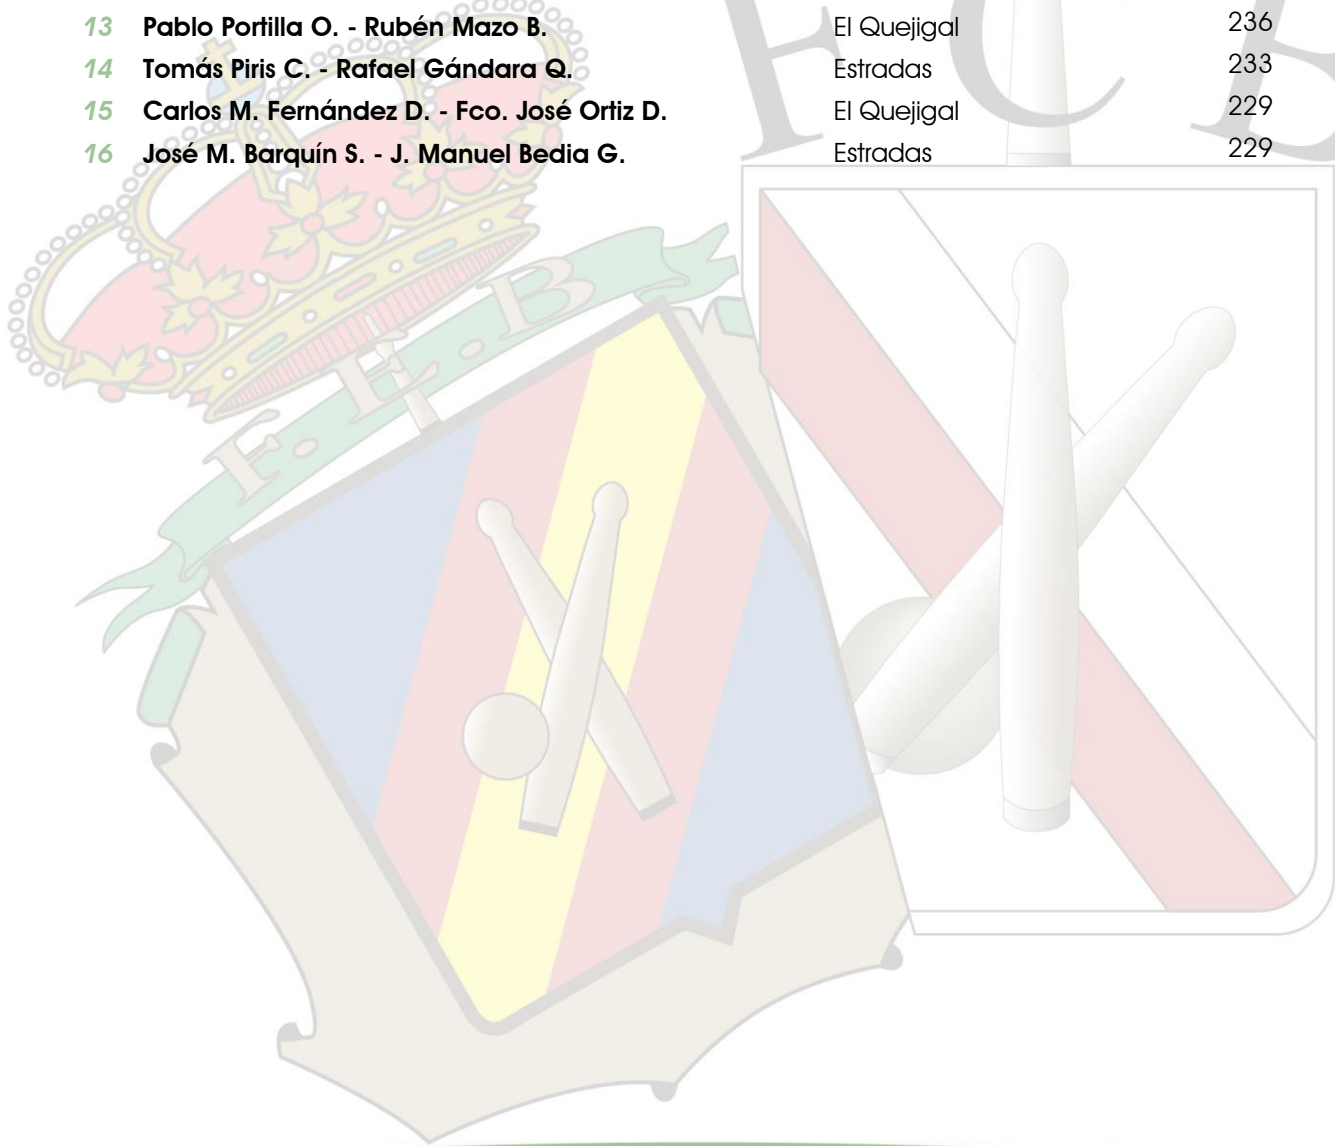 13 Pablo Portilla O. - Rubén Mazo B. El Quejigal 236
14 Tomás Piris C. - Rafael Gándara Q. Estradas 233
15 Carlos M. Fernández D. - Fco. José Ortiz D. El Quejigal 229
16 José M. Barquín S. - J. Manuel Bedia G. Estradas 229
F C B
F. E. B